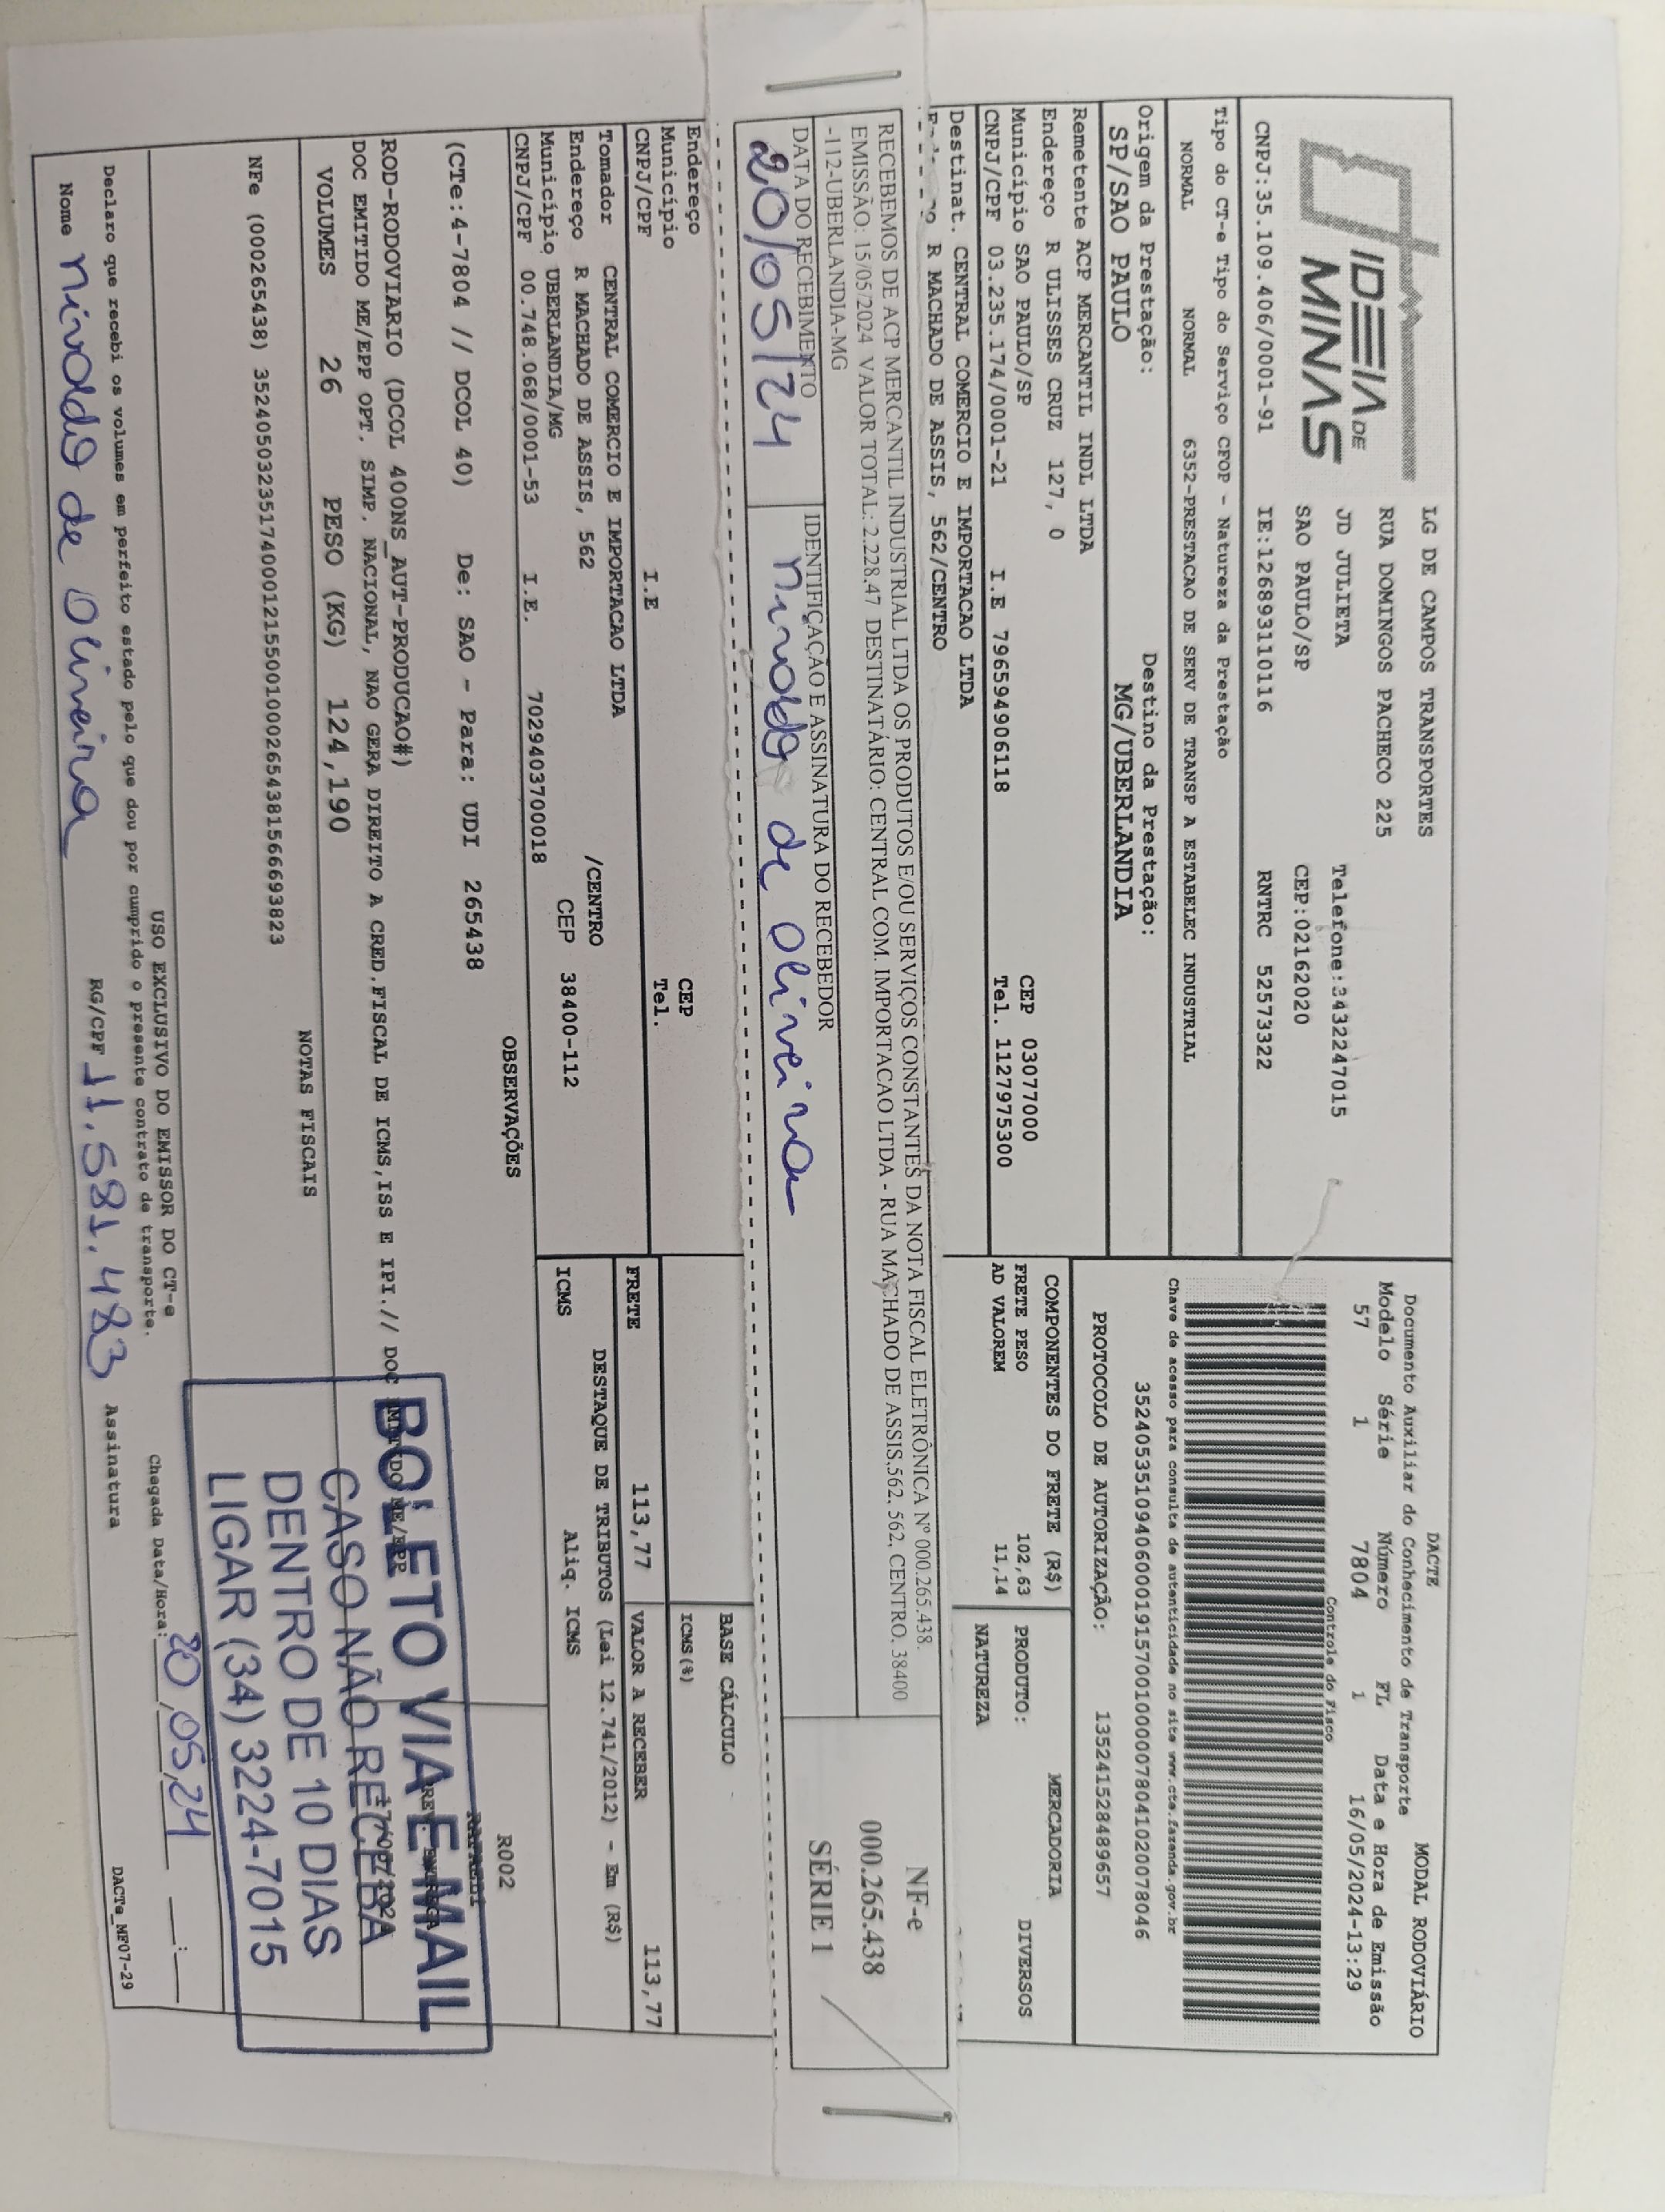 IDEIA DE
MINAS
LG DE CAMPOS TRANSPORTES
RUA DOMINGOS PACHECO 225
JD JULIETA Telefone:3432247015
SAO PAULO/SP CEP:02162020
CNPJ:35.109.406/0001-91 IE:126893110116 RNTRC 52573322
DACTE MODAL RODOVIÁRIO
Documento Auxiliar do Conhecimento de Transporte
Modelo Série Número FL Data e Hora de Emissão
57 1 7804 1 16/05/2024-13:29
Controle do Fisco
Chave de acesso para consulta de autenticidade no site www.cte.fazenda.gov.br
35240535109406000191570010000078041020078046
PROTOCOLO DE AUTORIZAÇÃO: 135241528489657
Tipo do CT-e Tipo do Serviço CFOP - Natureza da Prestação
NORMAL NORMAL 6352-PRESTACAO DE SERV DE TRANSP A ESTABELEC INDUSTRIAL
Origem da Prestação: Destino da Prestação:
SP/SAO PAULO MG/UBERLANDIA
Remetente ACP MERCANTIL INDL LTDA
Endereço R ULISSES CRUZ 127, 0
Município SAO PAULO/SP CEP 03077000
CNPJ/CPF 03.235.174/0001-21 I.E 796594906118 Tel. 1127975300
COMPONENTES DO FRETE (R$)
FRETE PESO 102,63
AD VALOREM 11,14
MERCADORIA
PRODUTO: DIVERSOS
NATUREZA
Destinat. CENTRAL COMERCIO E IMPORTACAO LTDA
R MACHADO DE ASSIS, 562/CENTRO
RECEBEMOS DE ACP MERCANTIL INDUSTRIAL LTDA OS PRODUTOS E/OU SERVIÇOS CONSTANTES DA NOTA FISCAL ELETRÔNICA Nº 000.265.438.
EMISSÃO: 15/05/2024 VALOR TOTAL: 2.228.47 DESTINATÁRIO: CENTRAL COM. IMPORTACAO LTDA - RUA MACHADO DE ASSIS.562. 562. CENTRO. 38400
-112-UBERLANDIA-MG
DATA DO RECEBIMENTO IDENTIFICAÇÃO E ASSINATURA DO RECEBEDOR
20/05/24 nivaldo de oliveira
NF-e
000.265.438
SÉRIE 1
Endereço
Município CEP
CNPJ/CPF I.E Tel.
BASE CÁLCULO
ICMS(%)
Tomador CENTRAL COMERCIO E IMPORTACAO LTDA
Endereço R MACHADO DE ASSIS, 562 /CENTRO
Município UBERLANDIA/MG CEP 38400-112
CNPJ/CPF 00.748.068/0001-53 I.E. 7029403700018
FRETE 113,77 VALOR A RECEBER 113,77
DESTAQUE DE TRIBUTOS (Lei 12.741/2012) - Em (R$)
ICMS Aliq. ICMS
OBSERVAÇÕES
R002
(CTe:4-7804 // DCOL 40) De: SAO - Para: UDI 265438
ROD-RODOVIARIO (DCOL 400NS_AUT-PRODUCAO#)
DOC EMITIDO ME/EPP OPT. SIMP. NACIONAL, NAO GERA DIREITO A CRED.FISCAL DE ICMS,ISS E IPI.// DOC EMITIDO ME/EPP
VOLUMES 26 PESO (KG) 124,190
NOTAS FISCAIS
NFe (000265438) 35240503235174000121550010002654381566693823
BOLETO VIA E MAIL
CASO NÃO RECEBA
DENTRO DE 10 DIAS
LIGAR (34) 3224-7015
USO EXCLUSIVO DO EMISSOR DO CT-e
Declaro que recebi os volumes em perfeito estado pelo que dou por cumprido o presente contrato de transporte.
Chegada Data/Hora: 20,05,24 __:__
Nome nivaldo de oliveira RG/CPF 11.581.483 Assinatura
DACTe_MF07-29